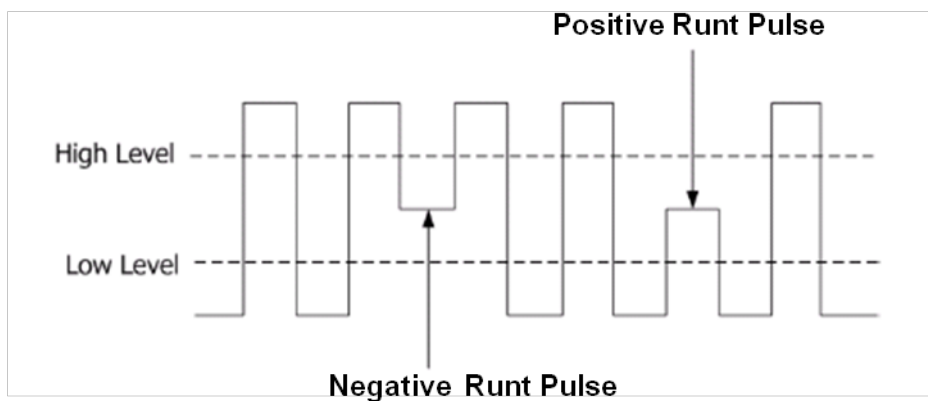 Positive Runt Pulse
High Level
Low Level
Negative Runt Pulse